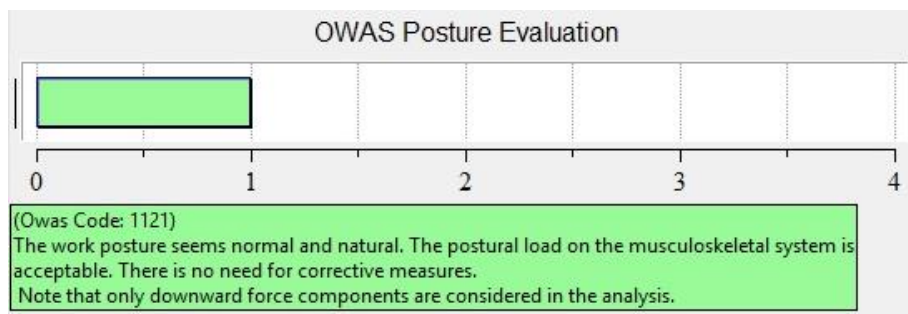 OWAS Posture Evaluation
0 1 2 3 4
(Owas Code: 1121)
The work posture seems normal and natural. The postural load on the musculoskeletal system is
acceptable. There is no need for corrective measures.
Note that only downward force components are considered in the analysis.